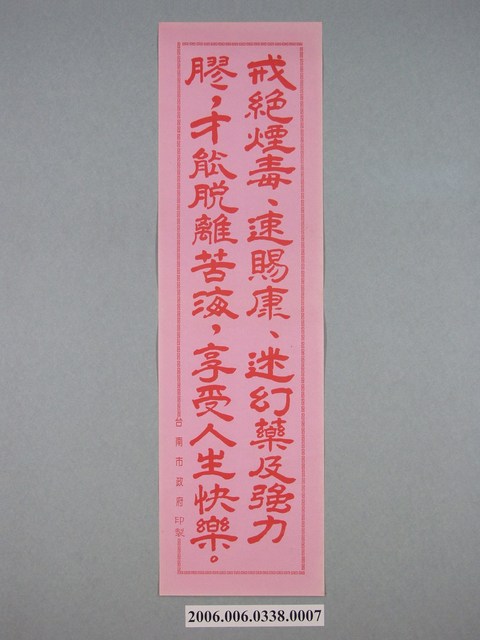 戒絕煙毒、速賜康、迷幻藥及强力
膠，才能脫離苦海，享受人生快樂。
台南市政府印製
2006.006.0338.0007